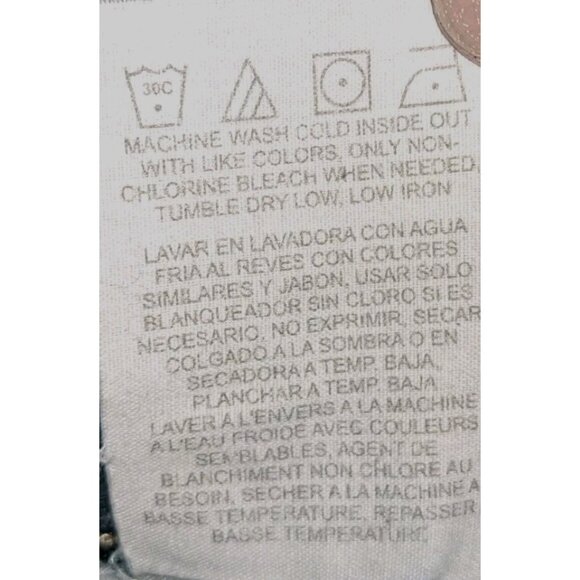 30C
MACHINE WASH COLD INSIDE OUT
WITH LIKE COLORS, ONLY NON-
CHLORINE BLEACH WHEN NEEDED,
TUMBLE DRY LOW, LOW IRON
LAVAR EN LAVADORA CON AGUA
FRIA AL REVES CON COLORES
SIMILARES Y JABON, USAR SOLO
BLANQUEADOR SIN CLORO SI ES
NECESARIO, NO EXPRIMIR, SECAR
COLGADO A LA SOMBRA O EN
SECADORA A TEMP. BAJA,
PLANCHAR A TEMP. BAJA
LAVER A L'ENVERS A LA MACHINE
A L'EAU FROIDE AVEC COULEURS
SEMBLABLES, AGENT DE
BLANCHIMENT NON CHLORE AU
BESOIN, SECHER A LA MACHINE A
BASSE TEMPERATURE, REPASSER
BASSE TEMPERATURE